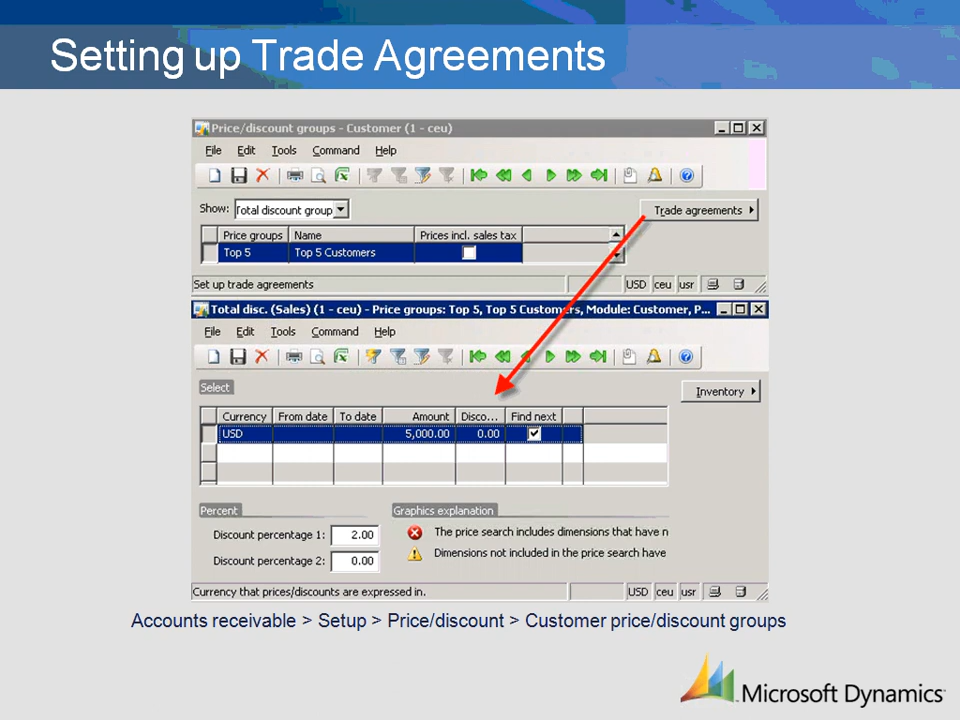 Setting up Trade Agreements
Price/discount groups - Customer (1 - ceu)
File Edit Tools Command Help
Show: Total discount group
Trade agreements
Price groups Name Prices incl. sales tax
Top 5 Top 5 Customers
Set up trade agreements USD ceu usr
Total disc. (Sales) (1 - ceu) - Price groups: Top 5, Top 5 Customers, Module: Customer, P...
File Edit Tools Command Help
Select
Inventory
Currency From date To date Amount Disco... Find next
USD 5,000.00 0.00
Percent
Graphics explanation
Discount percentage 1: 2.00
The price search includes dimensions that have n
Discount percentage 2: 0.00
Dimensions not included in the price search have
Currency that prices/discounts are expressed in. USD ceu usr
Accounts receivable > Setup > Price/discount > Customer price/discount groups
Microsoft Dynamics